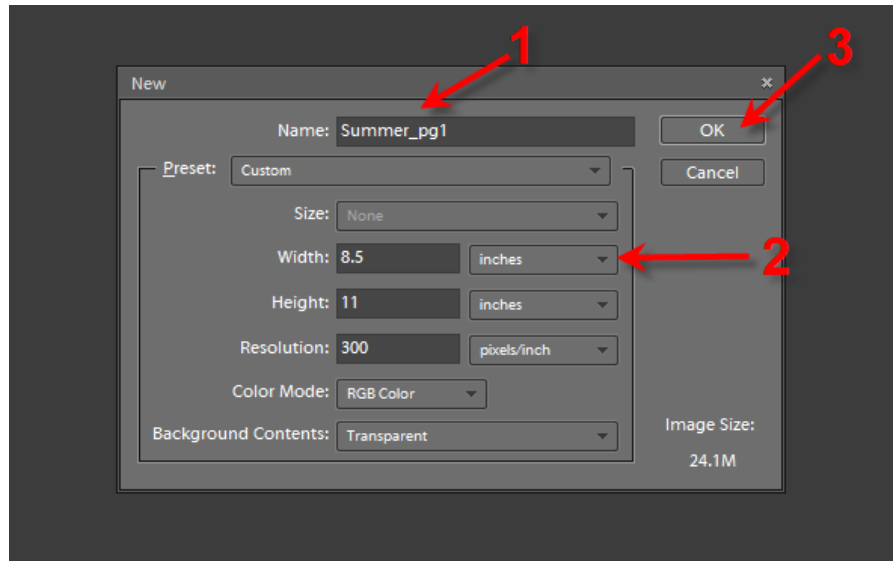 1
3
New ×
Name: Summer_pg1 OK
Preset: Custom Cancel
Size: None
Width: 8.5 inches 2
Height: 11 inches
Resolution: 300 pixels/inch
Color Mode: RGB Color
Background Contents: Transparent
Image Size:
24.1M